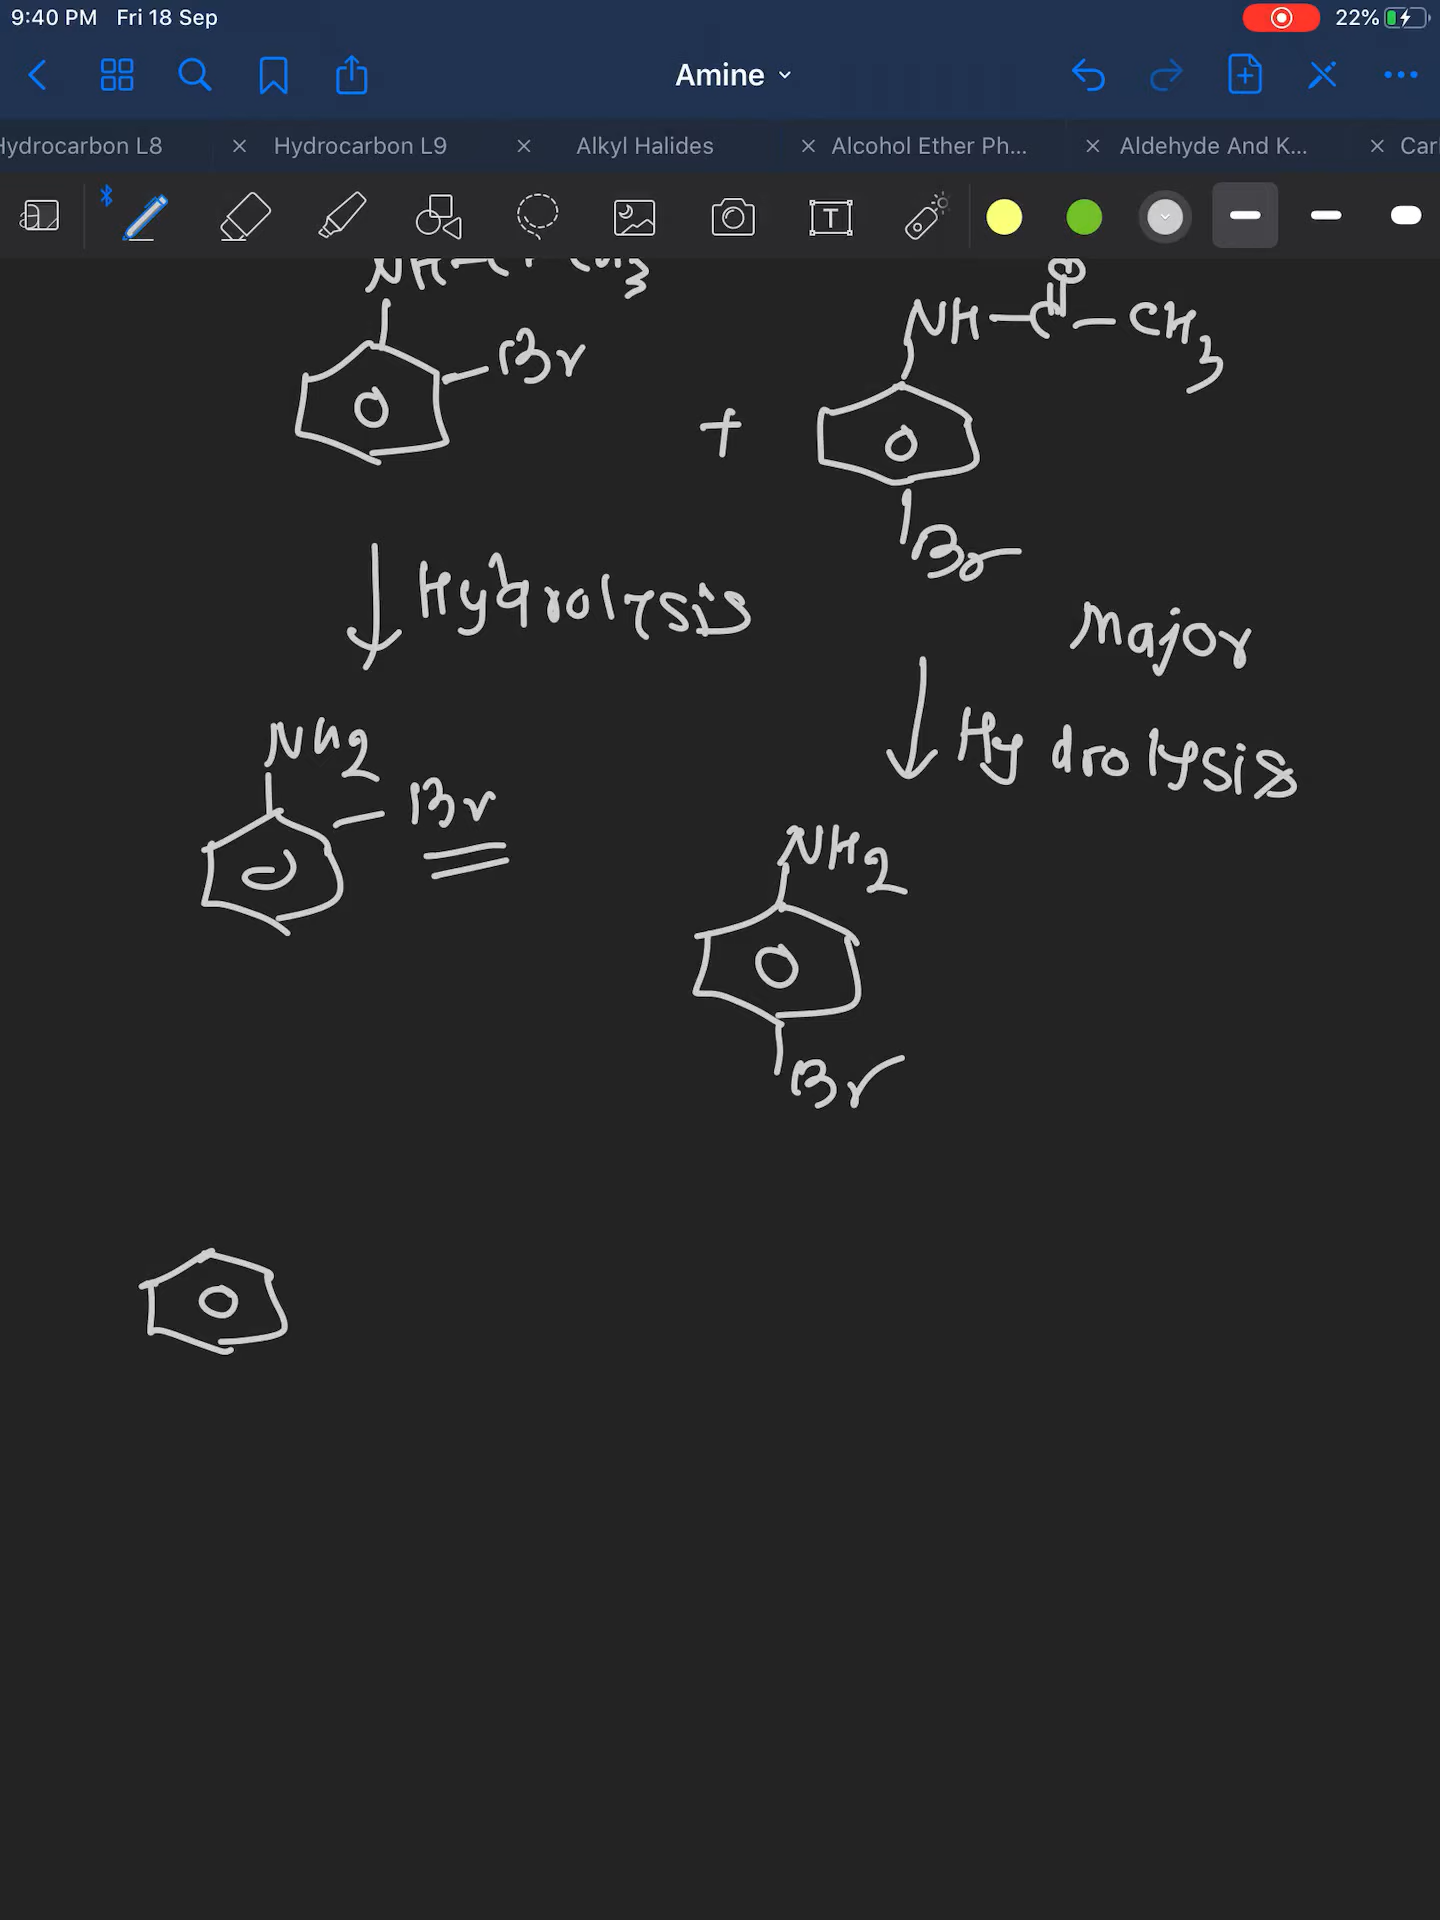 9:40 PM Fri 18 Sep
22%
Amine
Hydrocarbon L8
Hydrocarbon L9
Alkyl Halides
Alcohol Ether Ph...
Aldehyde And K...
Car
T
NH
NH-C-CH3
O
Br
+
Br
Hydrolysis
Major
Hydrolysis
NH2
Br
NH2
Br